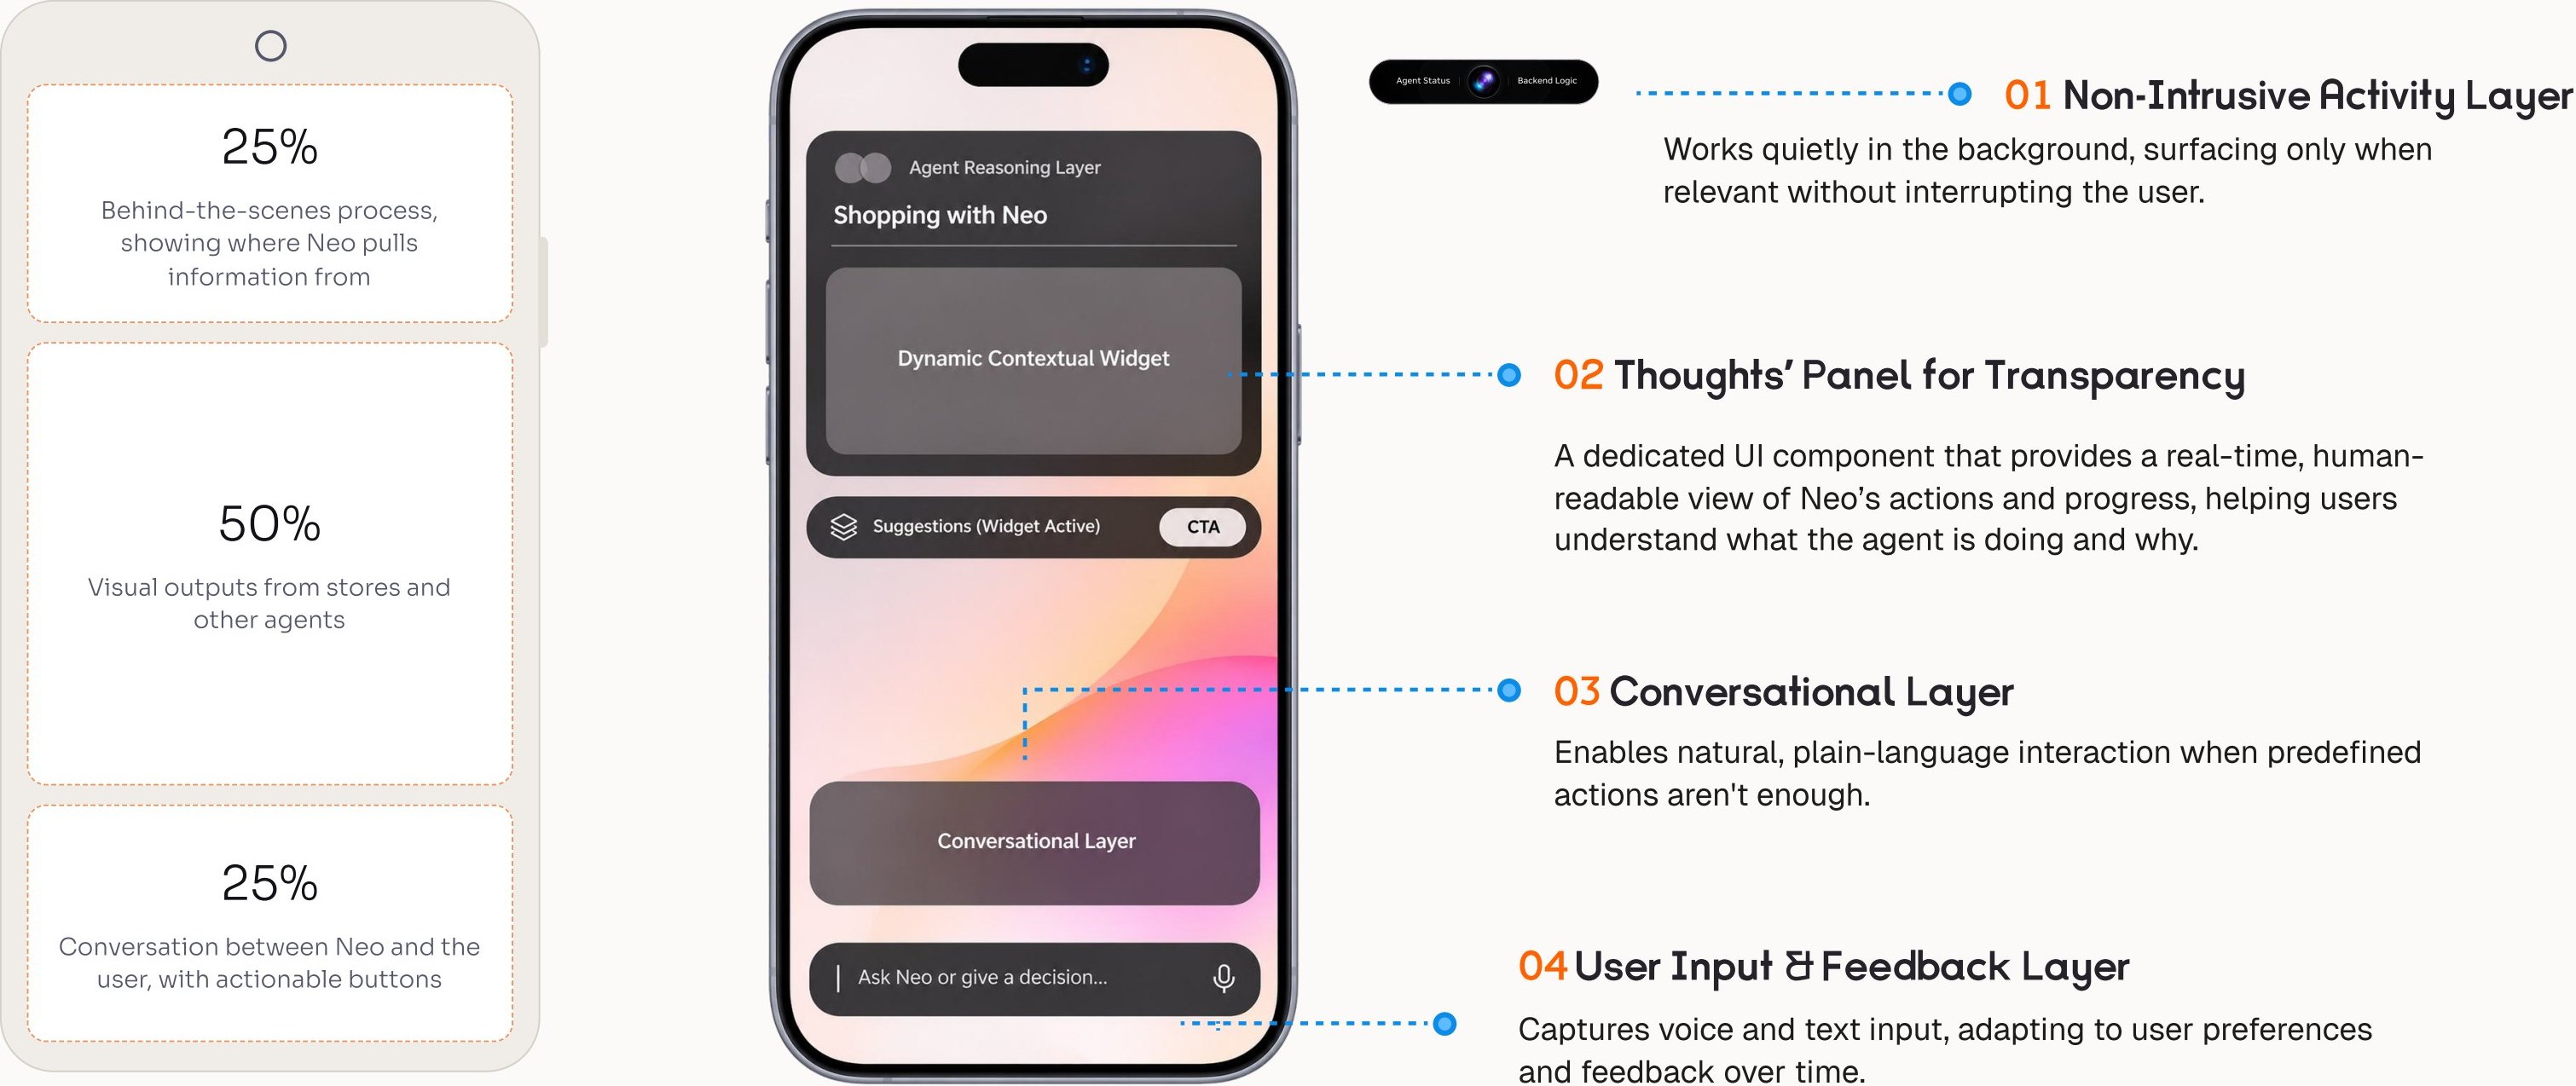 25%
Behind-the-scenes process,
showing where Neo pulls
information from
50%
Visual outputs from stores and
other agents
25%
Conversation between Neo and the
user, with actionable buttons
Agent Reasoning Layer
Shopping with Neo
Dynamic Contextual Widget
Suggestions (Widget Active)
CTA
Conversational Layer
Ask Neo or give a decision...
Agent Status
Backend Logic
01 Non-Intrusive Activity Layer
Works quietly in the background, surfacing only when
relevant without interrupting the user.
02 Thoughts’ Panel for Transparency
A dedicated UI component that provides a real-time, human-
readable view of Neo’s actions and progress, helping users
understand what the agent is doing and why.
03 Conversational Layer
Enables natural, plain-language interaction when predefined
actions aren't enough.
04 User Input & Feedback Layer
Captures voice and text input, adapting to user preferences
and feedback over time.